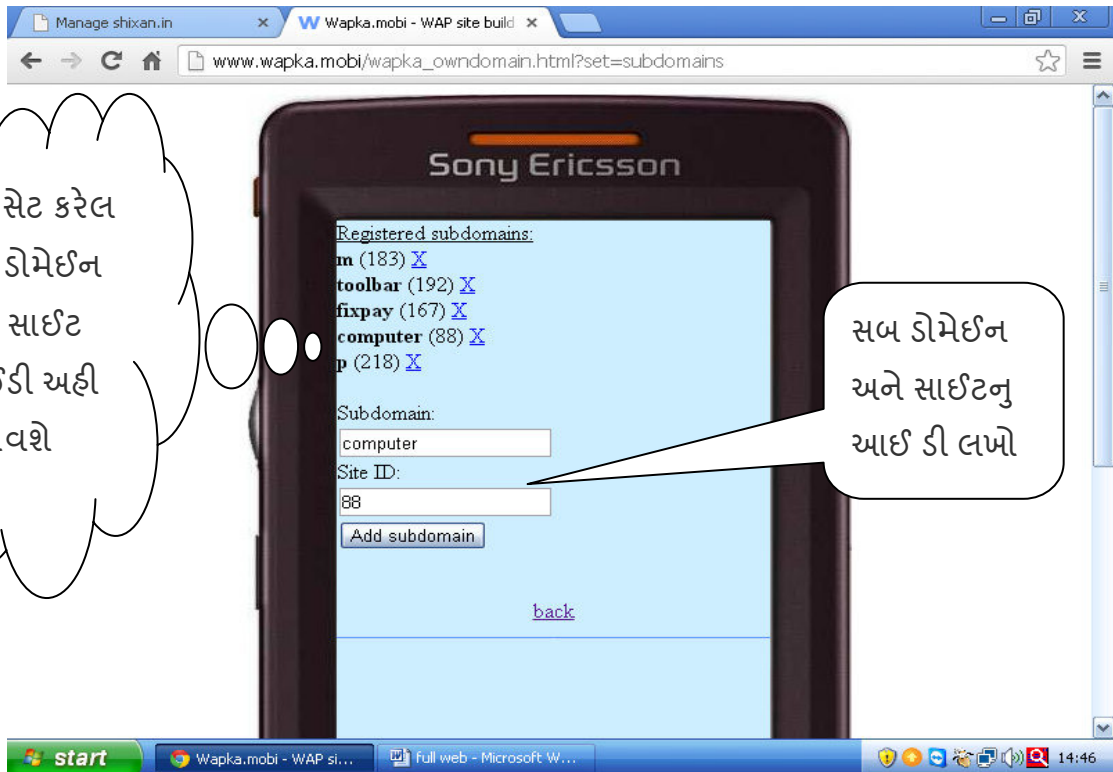 Manage shixan.in
Wapka.mobi - WAP site build
www.wapka.mobi/wapka_owndomain.html?set=subdomains
Sony Ericsson
સેટ કરેલ
ડોમેઈન
સાઈટ
ડી અહી
વશે
Registered subdomains:
m (183) X
toolbar (192) X
fixpay (167) X
computer (88) X
p (218) X
Subdomain:
computer
Site ID:
88
Add subdomain
back
સબ ડોમેઈન
અને સાઈટનુ
આઈ ડી લખો
start
Wapka.mobi - WAP si...
full web - Microsoft W...
14:46